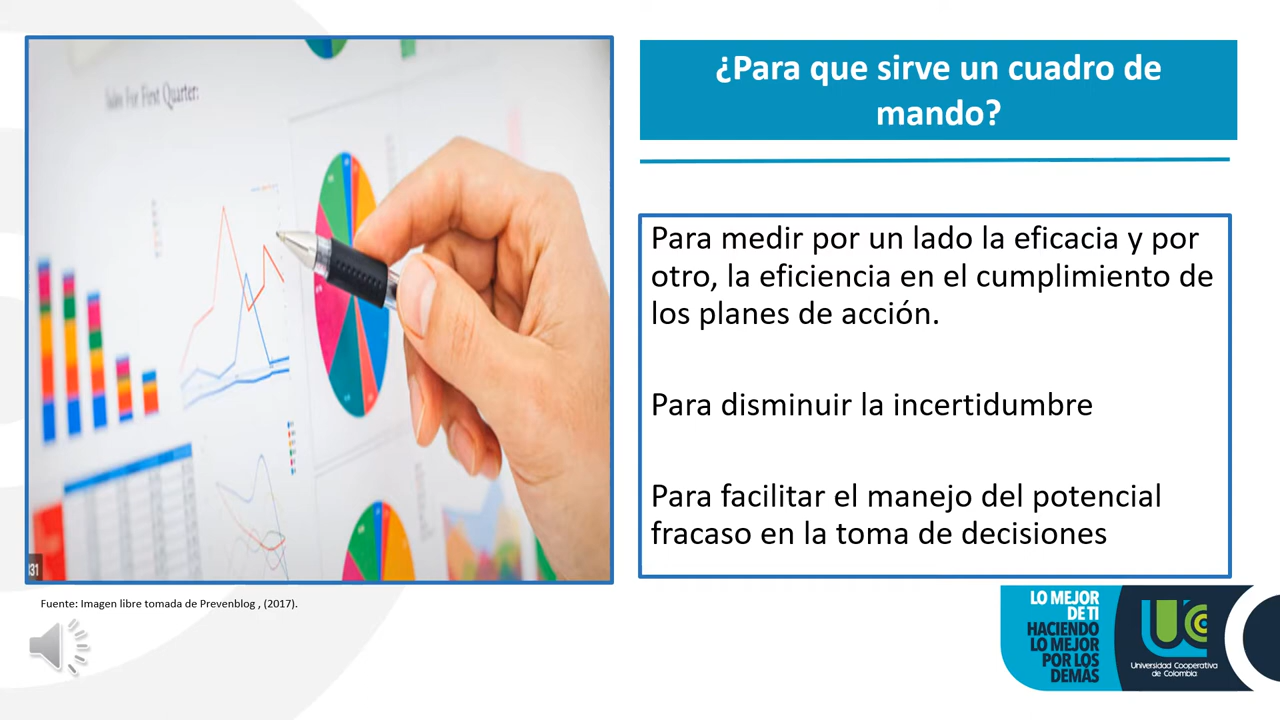 ¿Para que sirve un cuadro de
mando?
Para medir por un lado la eficacia y por
otro, la eficiencia en el cumplimiento de
los planes de acción.
Para disminuir la incertidumbre
Para facilitar el manejo del potencial
fracaso en la toma de decisiones
For First Quarter:
331
Fuente: Imagen libre tomada de Prevenblog , (2017).
LO MEJOR
DE TI
HACIENDO
LO MEJOR
POR LOS
DEMÁS
Universidad Cooperativa
de Colombia